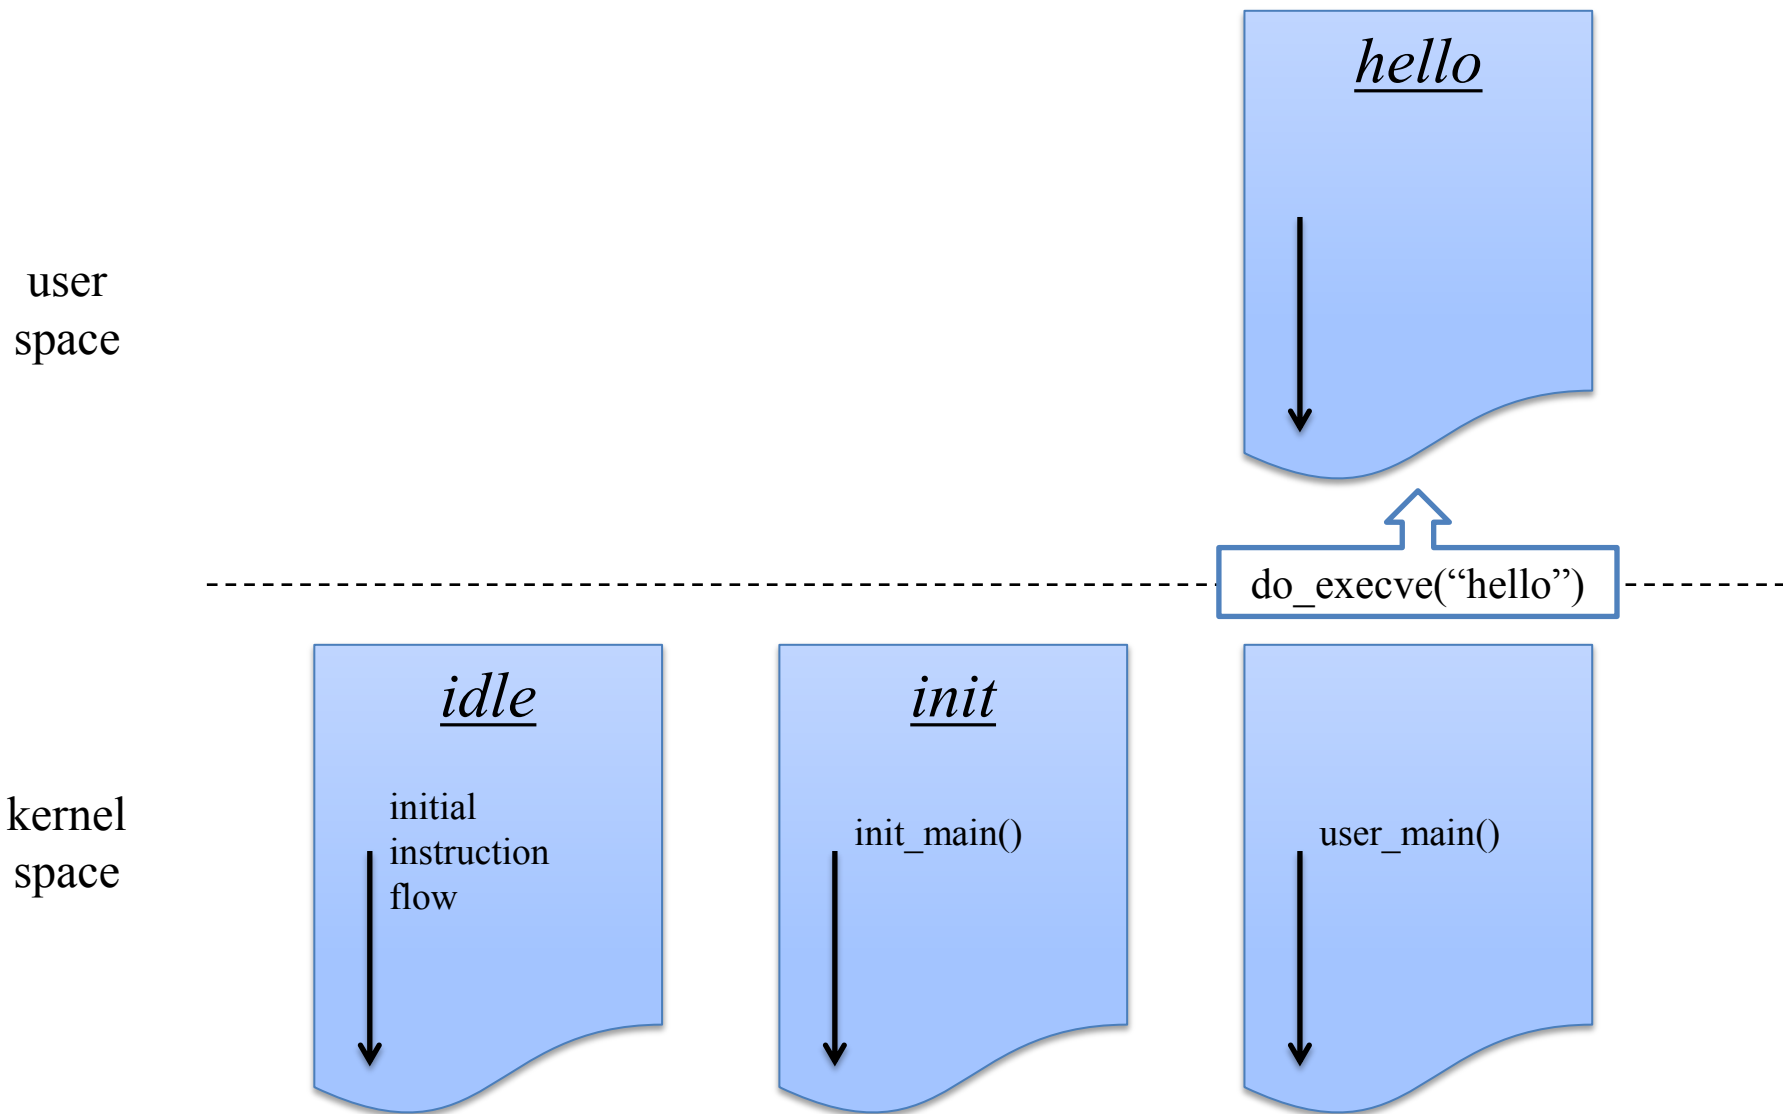 hello
user
space
do_execve(“hello”)
idle
init
kernel
space
initial
instruction
flow
init_main()
user_main()